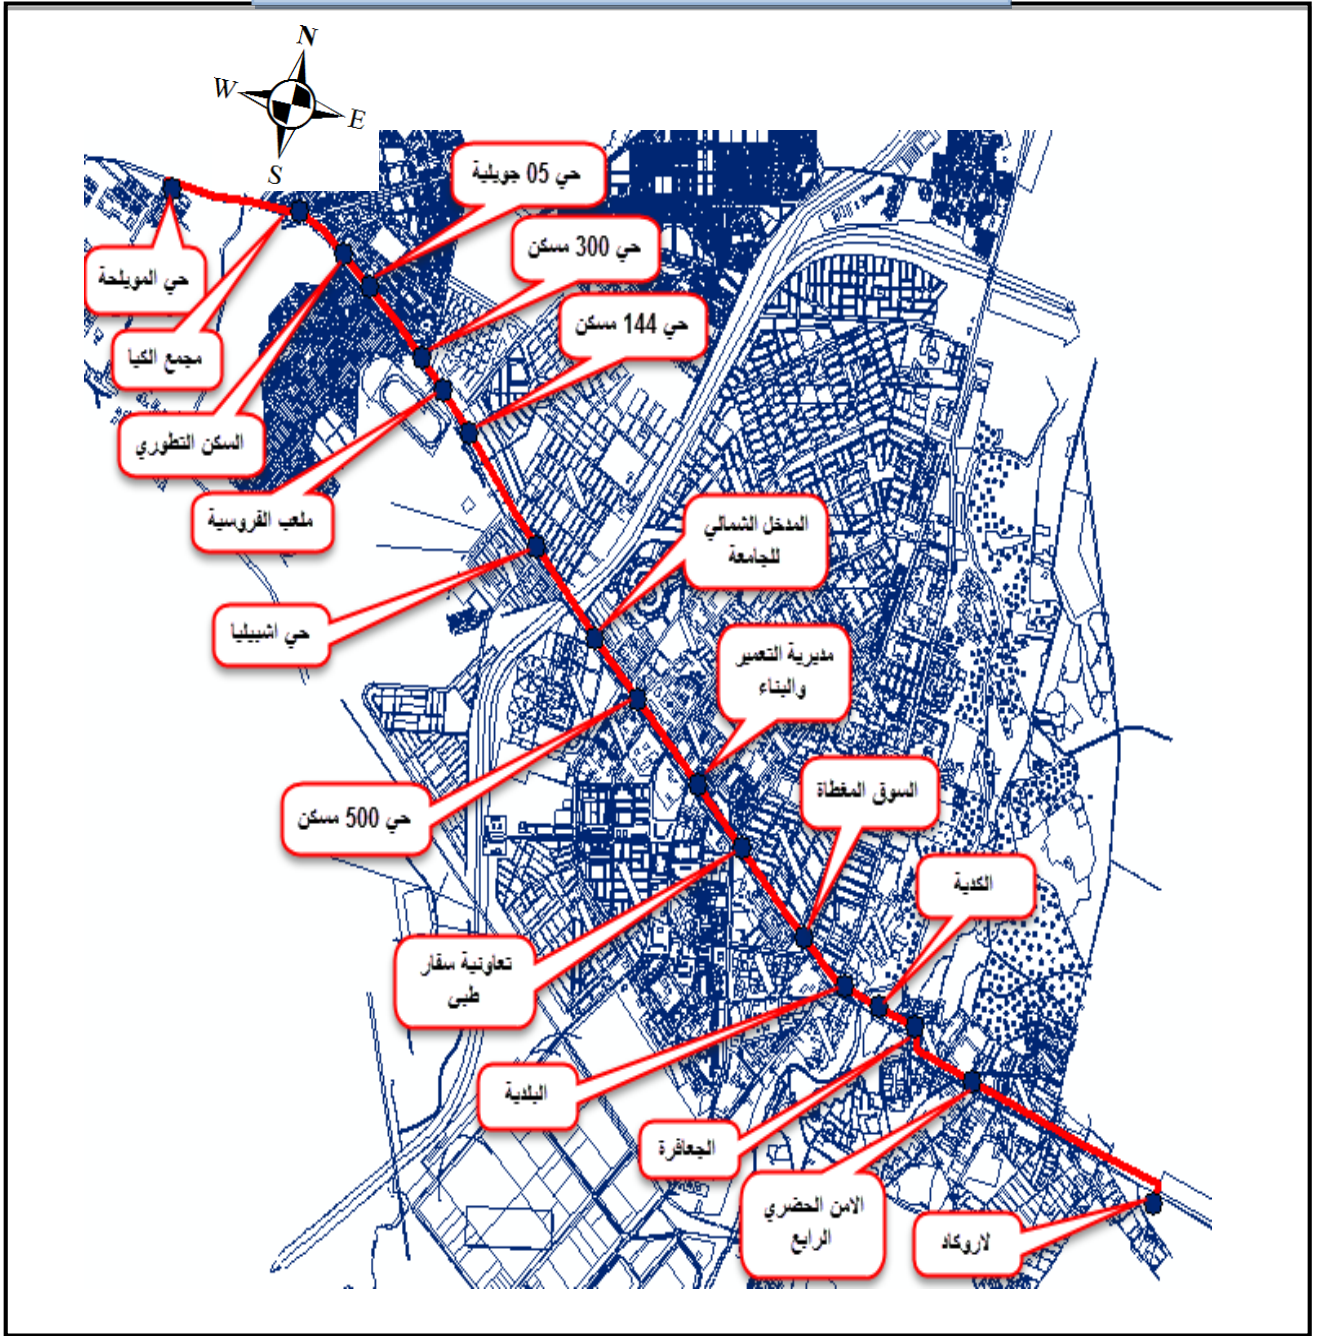 N
W
E
S
حي 05 جويلية
حي 300 مسكن
حي المويلحة
حي 144 مسكن
مجمع الكيا
السكن التطوري
ملعب الفروسية
المدخل الشمالي
للجامعة
حي اشبيليا
مديرية التعمير
والبناء
حي 500 مسكن
السوق المغطاة
الكدية
تعاونية سقار
طبي
البلدية
الجعافرة
الامن الحضري
الرابع
لاروكاد